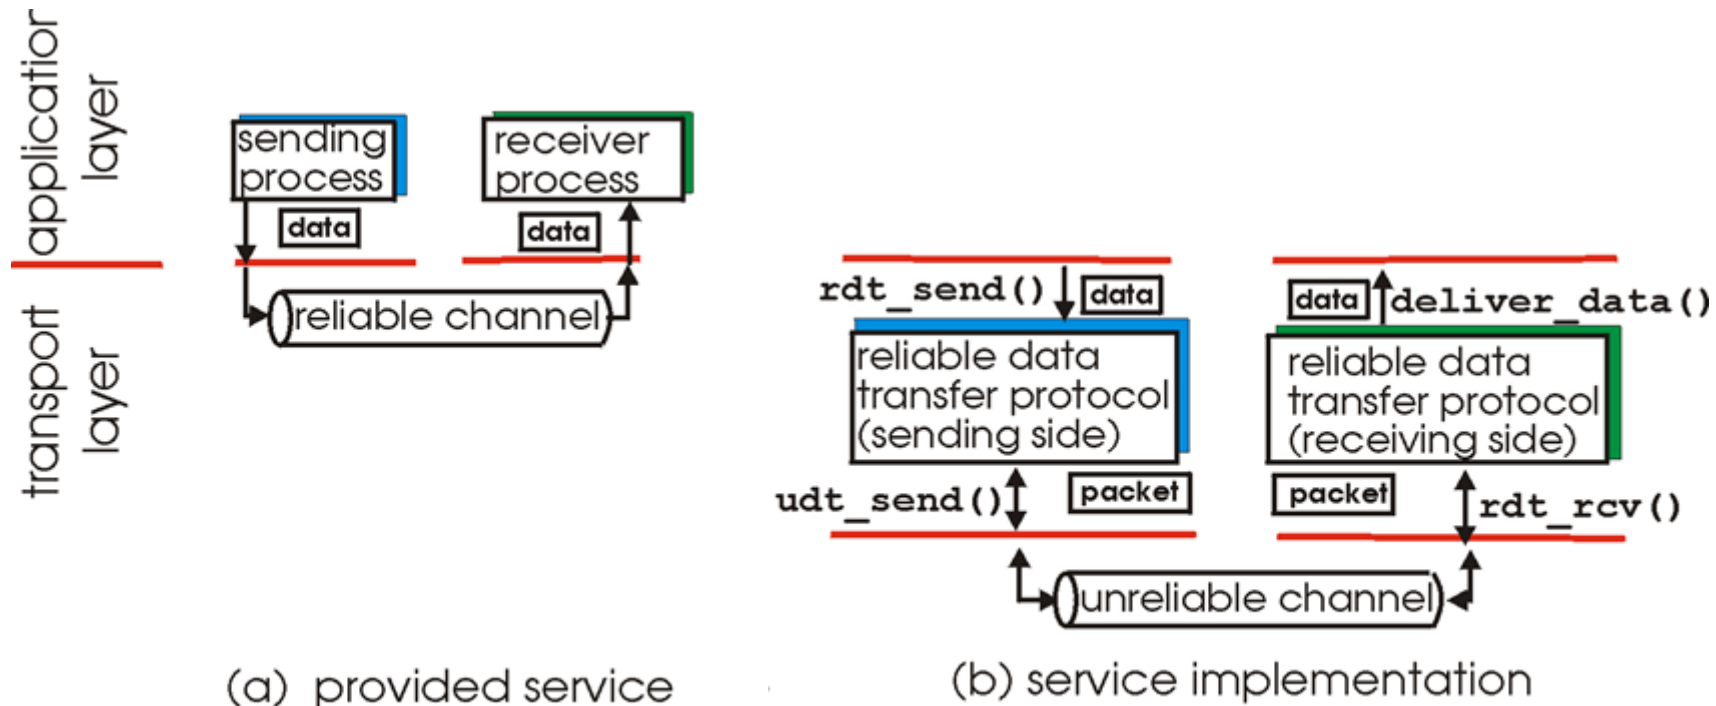 application
layer
transport
layer
sending
process
receiver
process
data
data
reliable channel
(a) provided service
rdt_send()
data
data
deliver_data()
reliable data
transfer protocol
(sending side)
reliable data
transfer protocol
(receiving side)
udt_send()
packet
packet
rdt_rcv()
unreliable channel
(b) service implementation